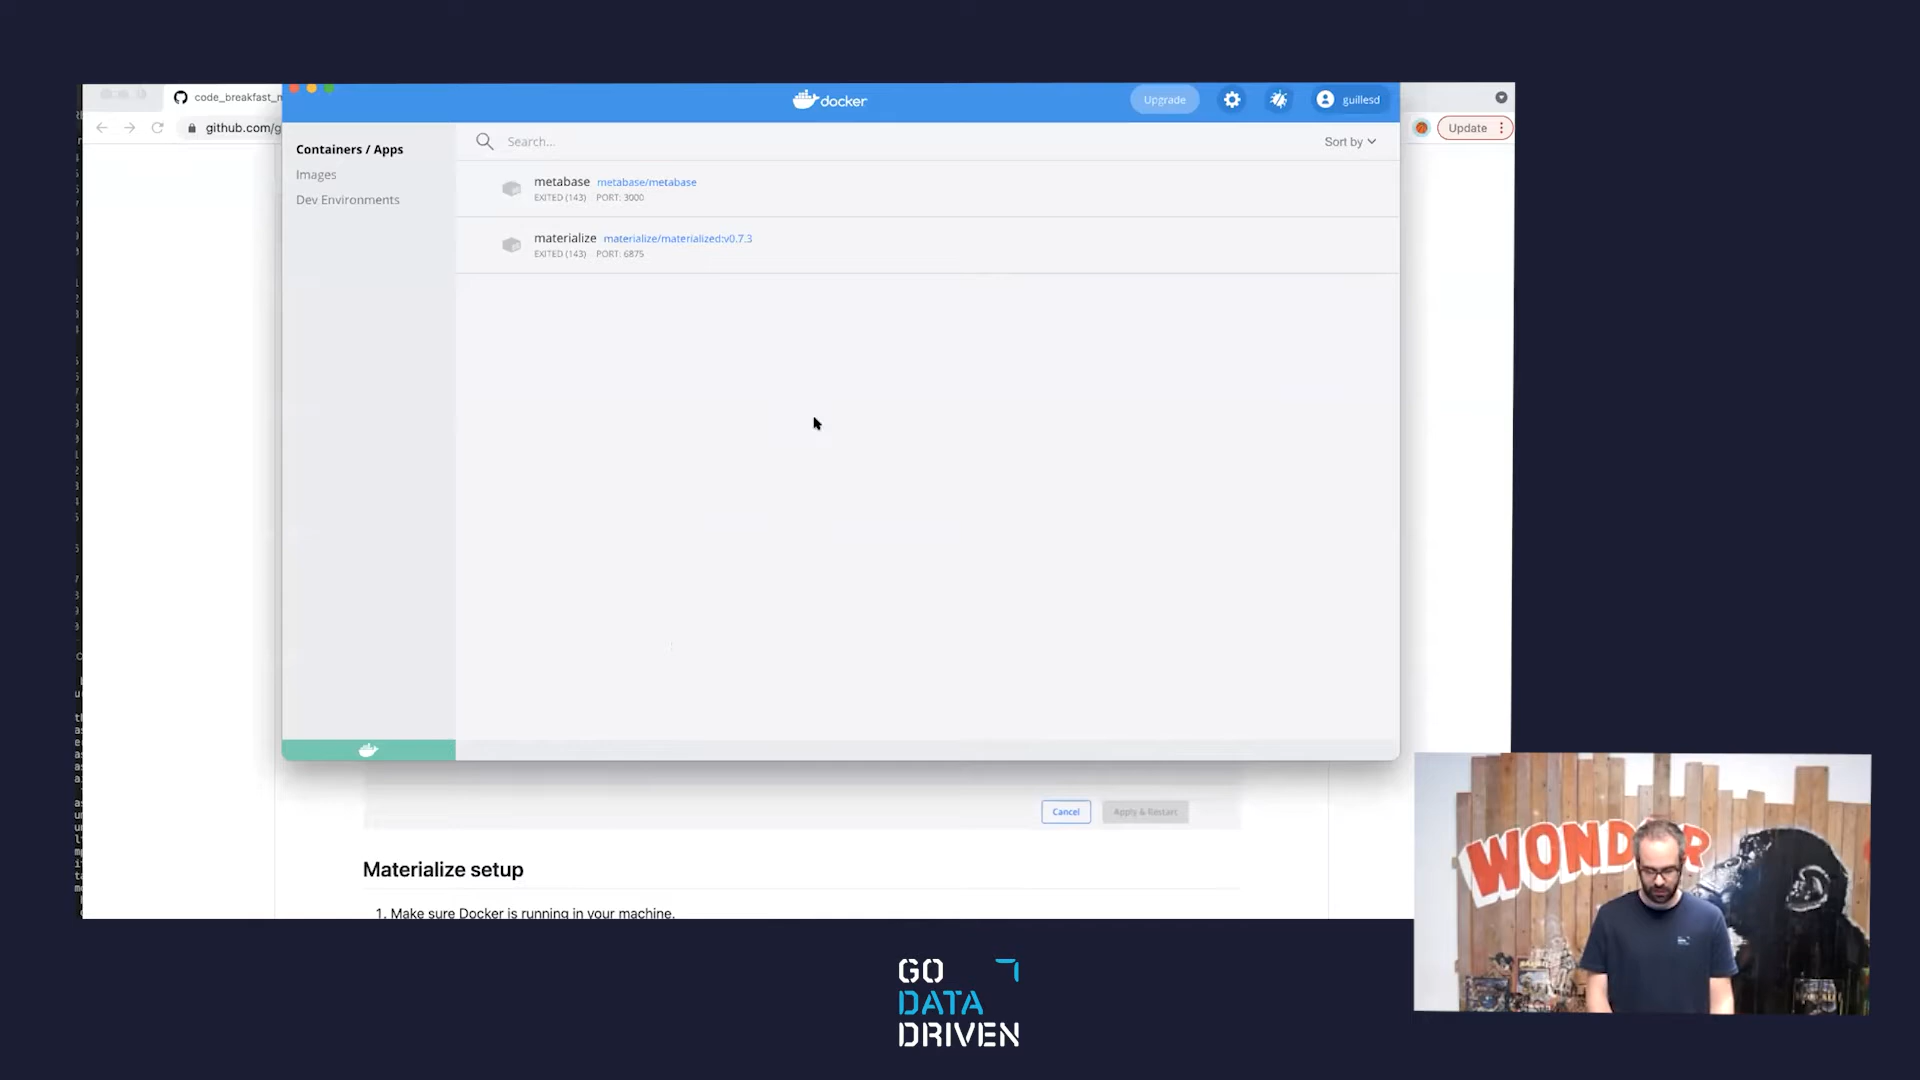 code_breakfast_m
docker
Upgrade
guillesd
github.com/g
Update
Containers / Apps
Images
Dev Environments
Search...
Sort by
metabase metabase/metabase
EXITED (143) PORT: 3000
materialize materialize/materialized:v0.7.3
EXITED (143) PORT: 6875
Cancel
Apply & Restart
Materialize setup
1. Make sure Docker is running in your machine.
WONDER
GO
DATA
DRIVEN